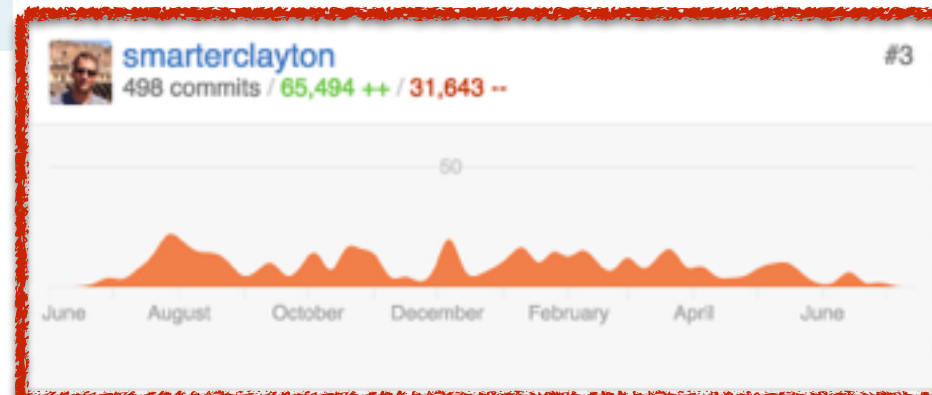 smarterclayton #3
498 commits / 65,494 ++ / 31,643 --
50
June August October December February April June